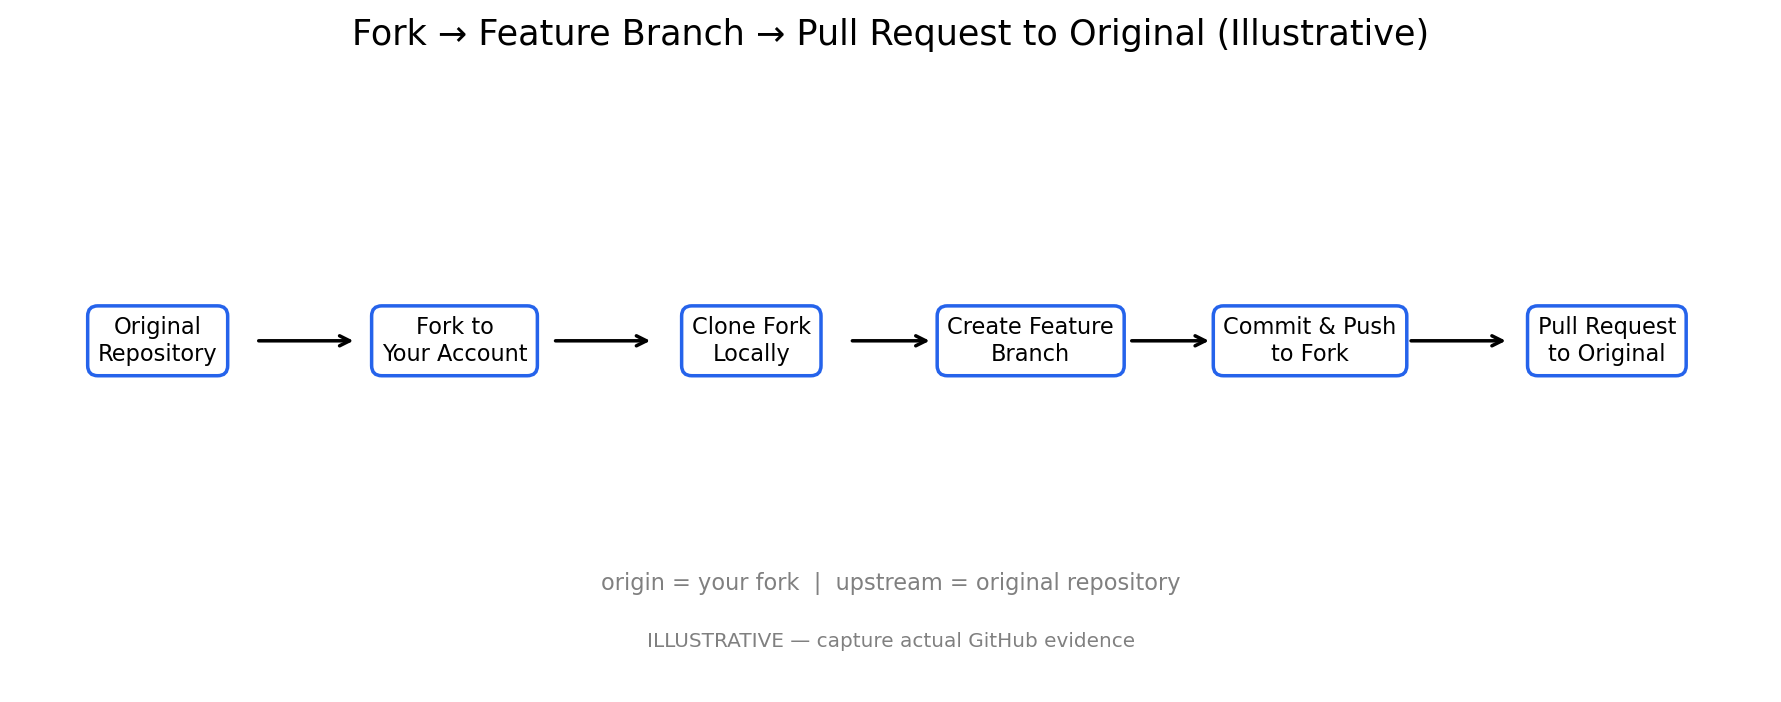 Fork → Feature Branch → Pull Request to Original (Illustrative)
Original
Repository
Fork to
Your Account
Clone Fork
Locally
Create Feature
Branch
Commit & Push
to Fork
Pull Request
to Original
origin = your fork | upstream = original repository
ILLUSTRATIVE — capture actual GitHub evidence